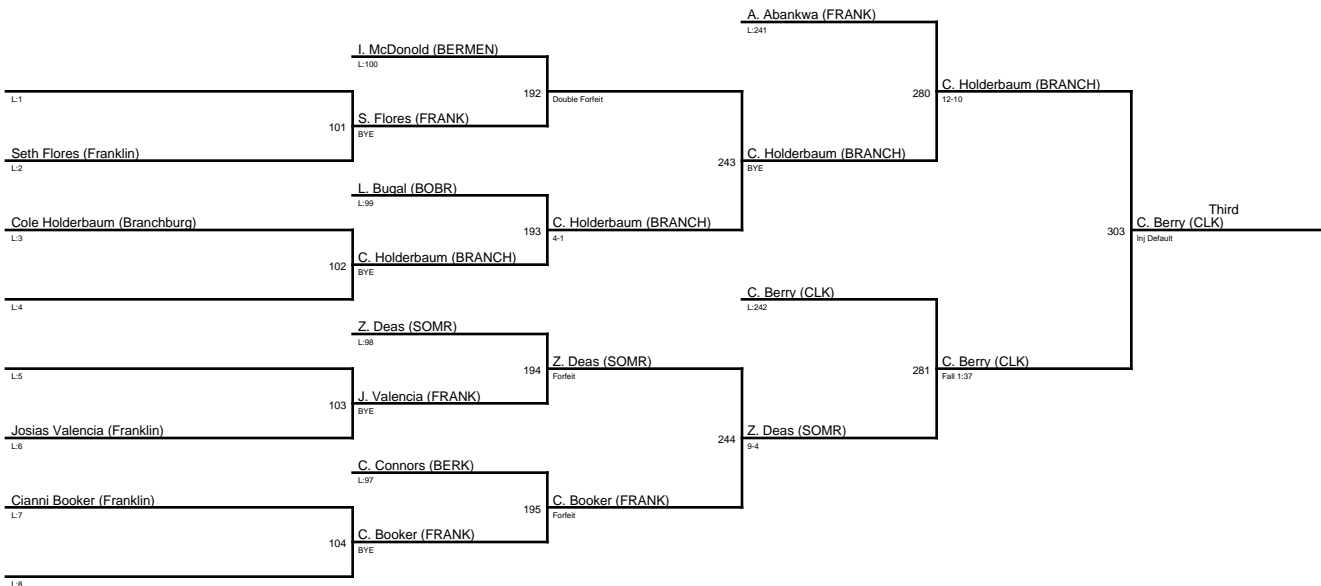 A. Abankwa (FRANK)
L:241
I. McDonold (BERMEN)
L:100
L:1
192
Double Forfeit
280
C. Holderbaum (BRANCH)
12-10
101
S. Flores (FRANK)
BYE
Seth Flores (Franklin)
L:2
243
C. Holderbaum (BRANCH)
BYE
L. Bugal (BOBR)
L:99
Cole Holderbaum (Branchburg)
L:3
193
C. Holderbaum (BRANCH)
4-1
303
Third
C. Berry (CLK)
Inj Default
102
C. Holderbaum (BRANCH)
BYE
L:4
C. Berry (CLK)
L:242
Z. Deas (SOMR)
L:98
L:5
194
Z. Deas (SOMR)
Forfeit
281
C. Berry (CLK)
Fall 1:37
103
J. Valencia (FRANK)
BYE
Josias Valencia (Franklin)
L:6
244
Z. Deas (SOMR)
9-4
C. Connors (BERK)
L:97
Cianni Booker (Franklin)
L:7
195
C. Booker (FRANK)
Forfeit
104
C. Booker (FRANK)
BYE
L:8